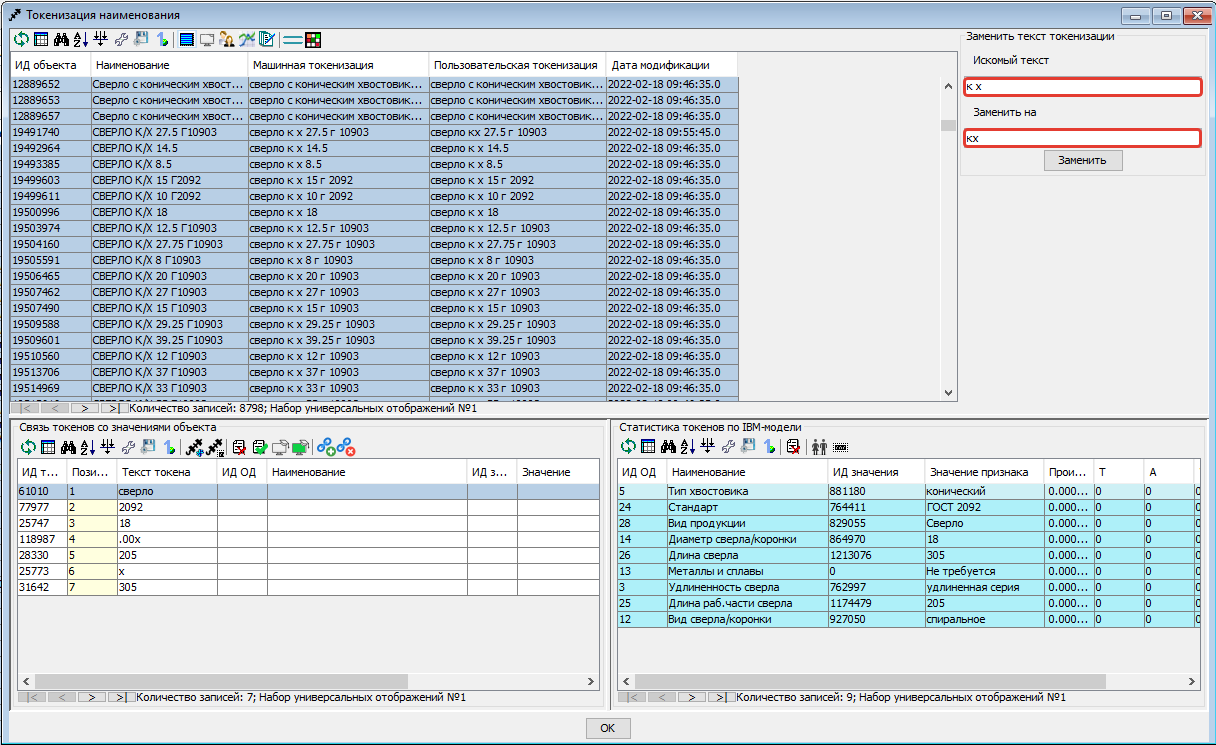 Токенизация наименования
ИД объекта Наименование Машинная токенизация Пользовательская токенизация Дата модификации
12889652 Сверло с коническим хвост... сверло с коническим хвостовик... сверло с коническим хвостовик... 2022-02-18 09:46:35.0
12889653 Сверло с коническим хвост... сверло с коническим хвостовик... сверло с коническим хвостовик... 2022-02-18 09:46:35.0
12889657 Сверло с коническим хвост... сверло с коническим хвостовик... сверло с коническим хвостовик... 2022-02-18 09:46:35.0
19491740 СВЕРЛО К/Х 27.5 Г10903 сверло к х 27.5 г 10903 сверло кх 27.5 г 10903 2022-02-18 09:55:45.0
19492964 СВЕРЛО К/Х 14.5 сверло к х 14.5 сверло к х 14.5 2022-02-18 09:46:35.0
19493385 СВЕРЛО К/Х 8.5 сверло к х 8.5 сверло к х 8.5 2022-02-18 09:46:35.0
19499603 СВЕРЛО К/Х 15 Г2092 сверло к х 15 г 2092 сверло к х 15 г 2092 2022-02-18 09:46:35.0
19499611 СВЕРЛО К/Х 10 Г2092 сверло к х 10 г 2092 сверло к х 10 г 2092 2022-02-18 09:46:35.0
19500996 СВЕРЛО К/Х 18 сверло к х 18 сверло к х 18 2022-02-18 09:46:35.0
19503974 СВЕРЛО К/Х 12.5 Г10903 сверло к х 12.5 г 10903 сверло к х 12.5 г 10903 2022-02-18 09:46:35.0
19504160 СВЕРЛО К/Х 27.75 Г10903 сверло к х 27.75 г 10903 сверло к х 27.75 г 10903 2022-02-18 09:46:35.0
19505591 СВЕРЛО К/Х 8 Г10903 сверло к х 8 г 10903 сверло к х 8 г 10903 2022-02-18 09:46:35.0
19506465 СВЕРЛО К/Х 20 Г10903 сверло к х 20 г 10903 сверло к х 20 г 10903 2022-02-18 09:46:35.0
19507462 СВЕРЛО К/Х 27 Г10903 сверло к х 27 г 10903 сверло к х 27 г 10903 2022-02-18 09:46:35.0
19507490 СВЕРЛО К/Х 15 Г10903 сверло к х 15 г 10903 сверло к х 15 г 10903 2022-02-18 09:46:35.0
19509588 СВЕРЛО К/Х 29.25 Г10903 сверло к х 29.25 г 10903 сверло к х 29.25 г 10903 2022-02-18 09:46:35.0
19509601 СВЕРЛО К/Х 39.25 Г10903 сверло к х 39.25 г 10903 сверло к х 39.25 г 10903 2022-02-18 09:46:35.0
19510560 СВЕРЛО К/Х 12 Г10903 сверло к х 12 г 10903 сверло к х 12 г 10903 2022-02-18 09:46:35.0
19513706 СВЕРЛО К/Х 37 Г10903 сверло к х 37 г 10903 сверло к х 37 г 10903 2022-02-18 09:46:35.0
19514969 СВЕРЛО К/Х 33 Г10903 сверло к х 33 г 10903 сверло к х 33 г 10903 2022-02-18 09:46:35.0
Количество записей: 8798; Набор универсальных отображений №1
Заменить текст токенизации
Искомый текст
к х
Заменить на
кх
Заменить
Связь токенов со значениями объекта
ИД т... Пози... Текст токена ИД ОД Наименование ИД з... Значение
61010 1 сверло
77977 2 2092
25747 3 18
118987 4 .00x
28330 5 205
25773 6 x
31642 7 305
Количество записей: 7; Набор универсальных отображений №1
Статистика токенов по IBM-модели
ИД ОД Наименование ИД значения Значение признака Прои... T A
5 Тип хвостовика 881180 конический 0.000... 0 0 0
24 Стандарт 764411 ГОСТ 2092 0.000... 0 0 0
28 Вид продукции 829055 Сверло 0.000... 0 0 0
14 Диаметр сверла/коронки 864970 18 0.000... 0 0 0
26 Длина сверла 1213076 305 0.000... 0 0 0
13 Металлы и сплавы 0 Не требуется 0.000... 0 0 0
3 Удлиненность сверла 762997 удлиненная серия 0.000... 0 0 0
25 Длина раб.части сверла 1174479 205 0.000... 0 0 0
12 Вид сверла/коронки 927050 спиральное 0.000... 0 0 0
Количество записей: 9; Набор универсальных отображений №1
OK